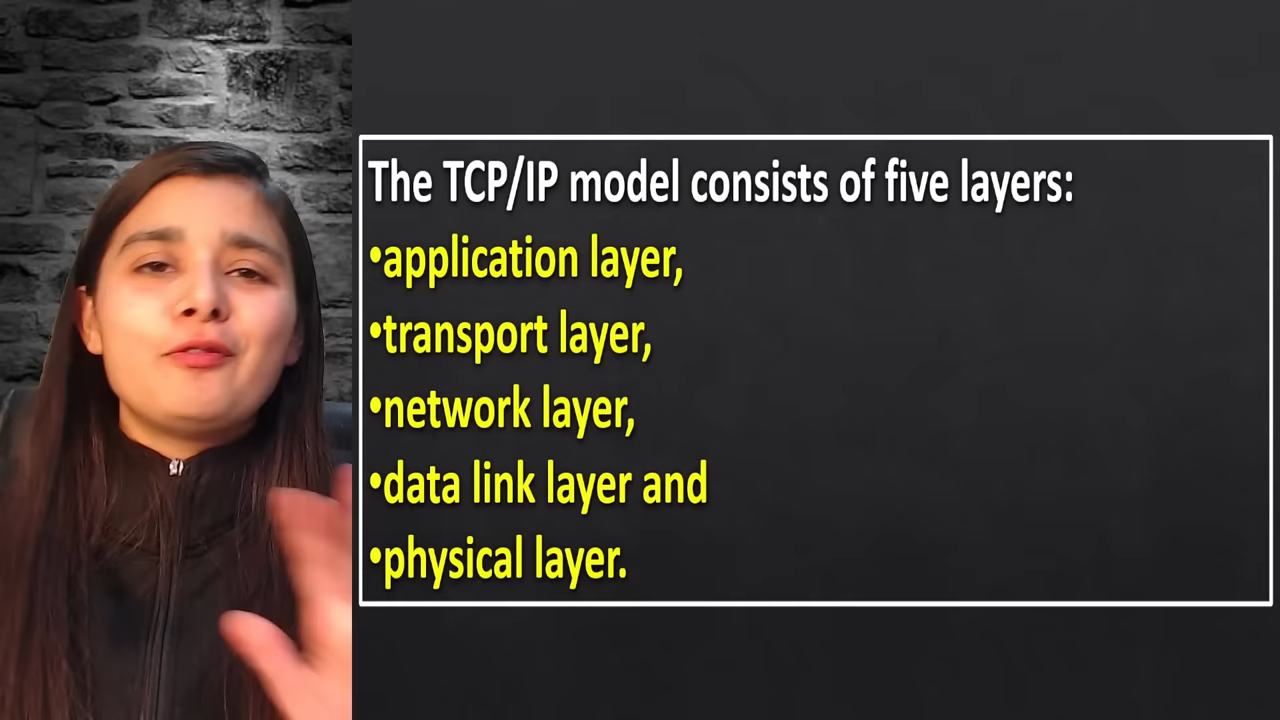 The TCP/IP model consists of five layers:
•application layer,
•transport layer,
•network layer,
•data link layer and
•physical layer.